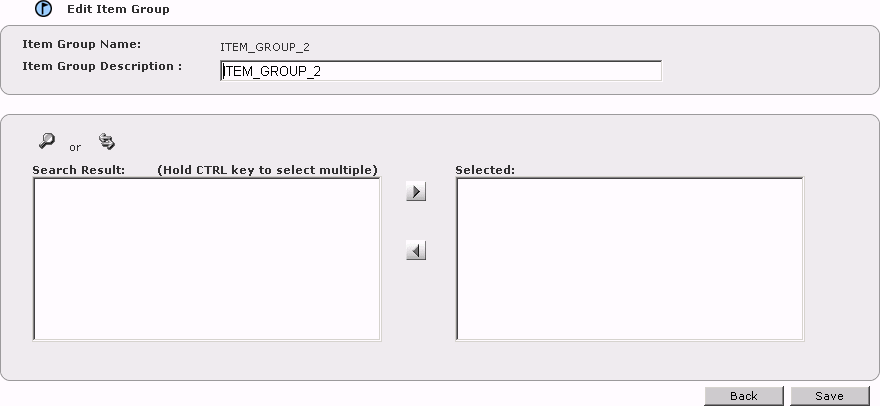 Edit Item Group
Item Group Name: ITEM_GROUP_2
Item Group Description : ITEM_GROUP_2
or
Search Result: (Hold CTRL key to select multiple) Selected:
Back Save